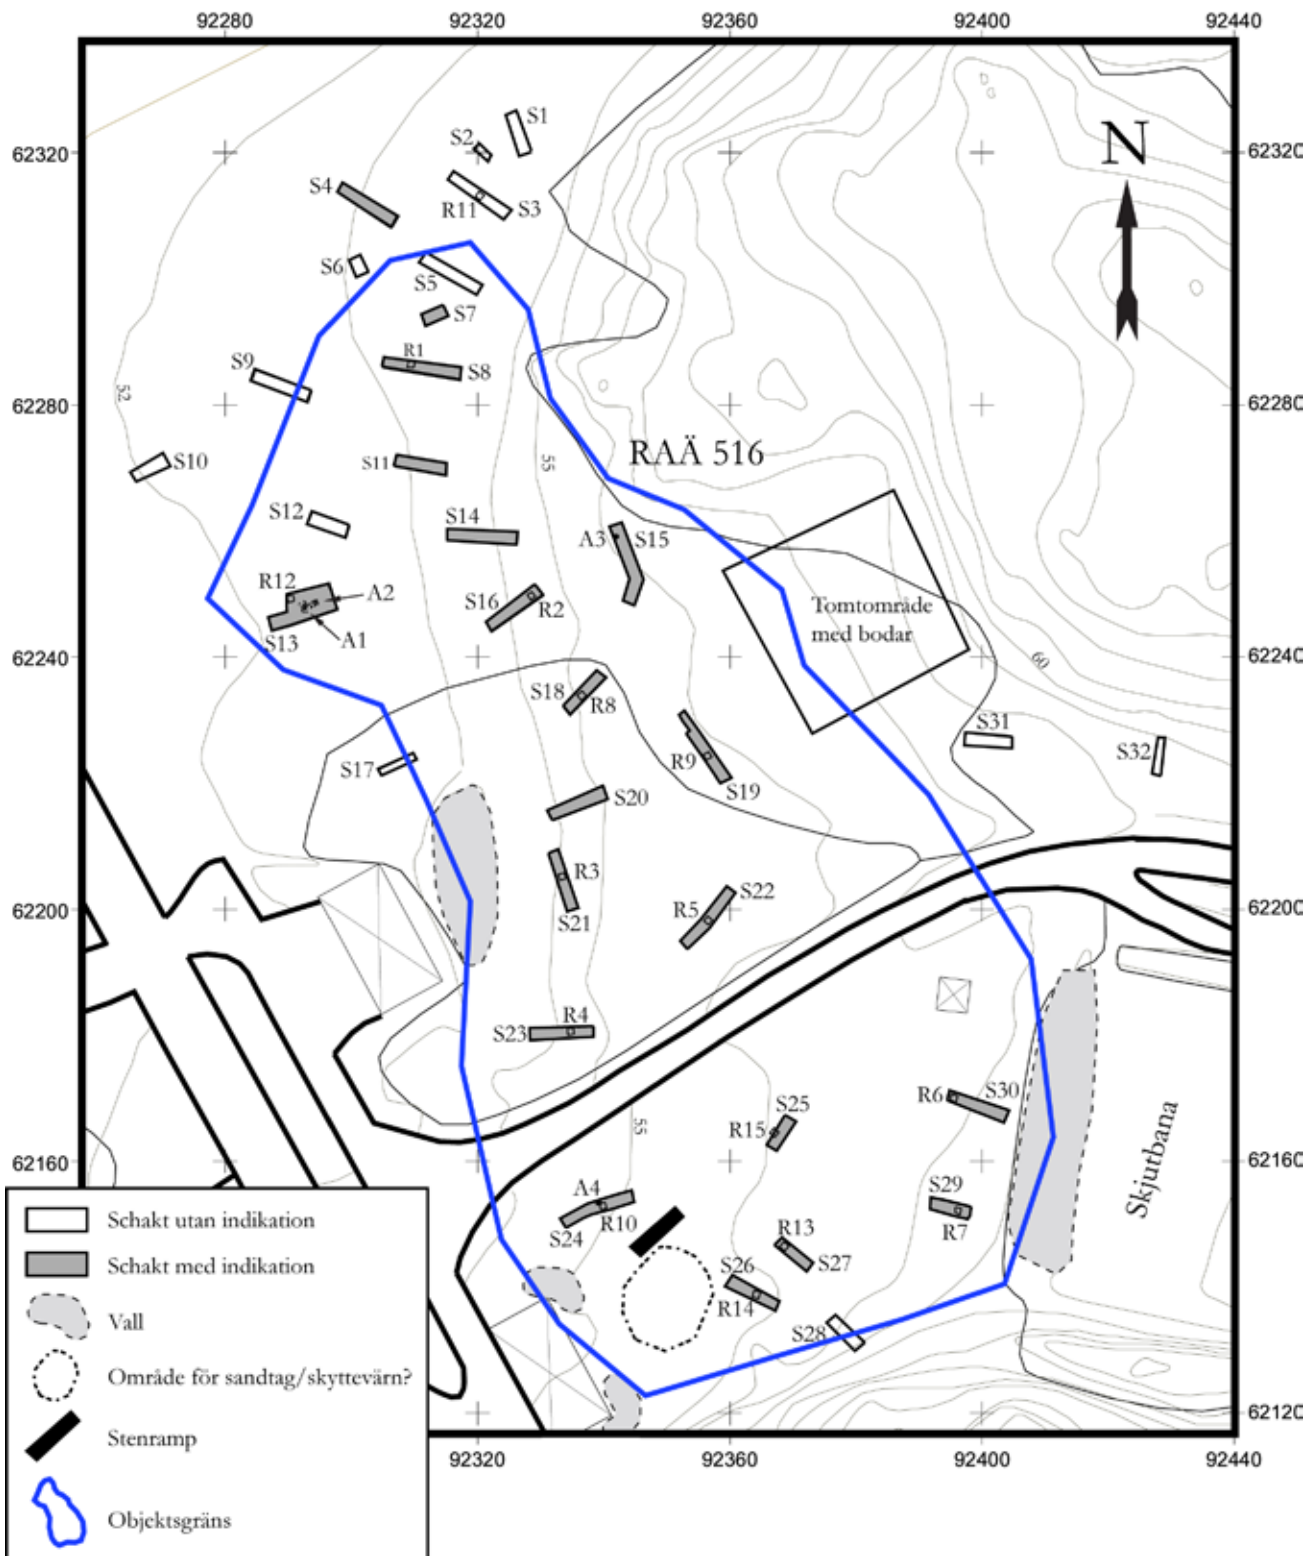 92280 92320 92360 92400 92440
S1
S2
62320 N 62320
S4
R11 S3
S6
S5
S7
R1
S9 S8
52
62280 62280
RAÄ 516
S11 55
S10
S12 S14
A3 S15
R12 A2
S16 R2
Tomtområde
med bodar
S13 A1
62240 60 62240
S18 R8
S31
S17 R9 S32
S19
S20
R3
S22
R5
62200 S21 62200
S23 R4
R6 S30
S25
55 R15
62160 62160
Skjutbana
A4 S29
R10 R7
S24 R13
S26 S27
R14
S28
62120
92320 92360 92400 92440
Schakt utan indikation
Schakt med indikation
Vall
Område för sandtag/skyttevärn?
Stenramp
Objektsgräns